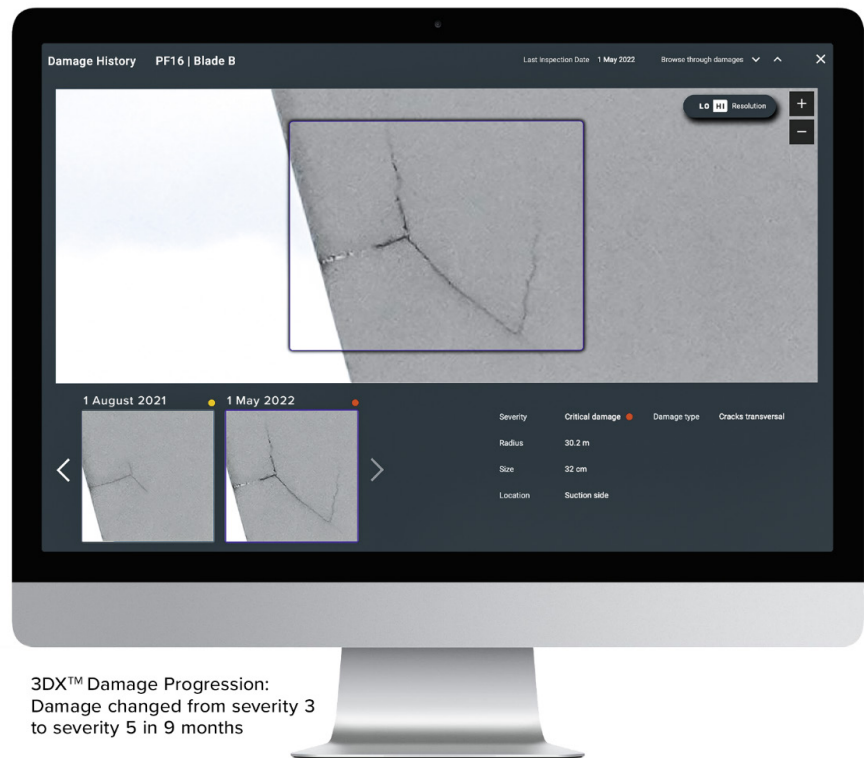 Damage History PF16 | Blade B Last Inspection Date 1 May 2022 Browse through damages
LO HI Resolution
1 August 2021 1 May 2022
Severity Critical damage Damage type Cracks transversal
Radius 30.2 m
Size 32 cm
Location Suction side
3DX™ Damage Progression:
Damage changed from severity 3
to severity 5 in 9 months